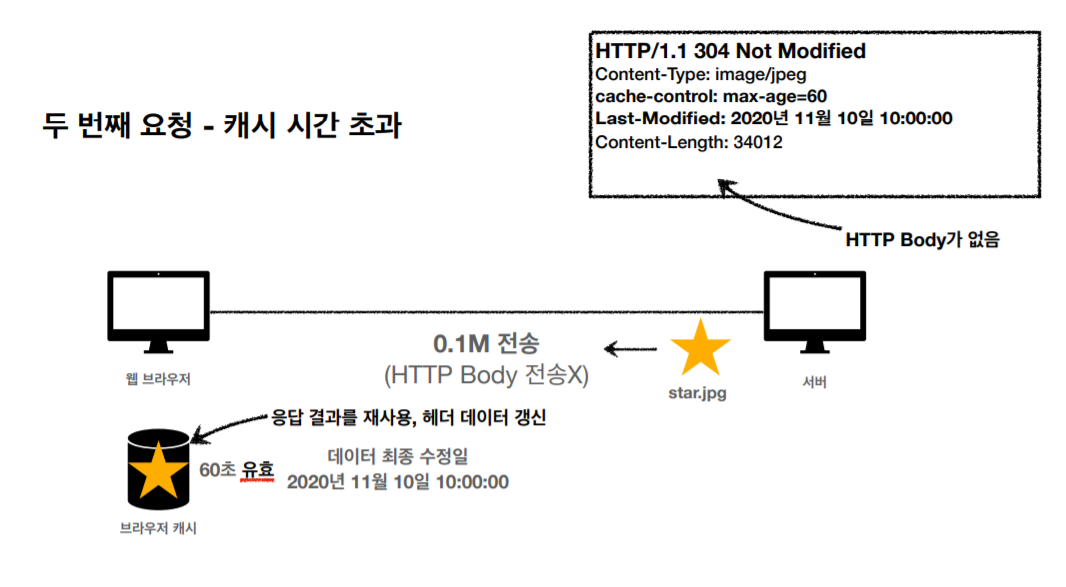 두 번째 요청 - 캐시 시간 초과
HTTP/1.1 304 Not Modified
Content-Type: image/jpeg
cache-control: max-age=60
Last-Modified: 2020년 11월 10일 10:00:00
Content-Length: 34012
HTTP Body가 없음
웹 브라우저
0.1M 전송
(HTTP Body 전송X)
star.jpg
서버
응답 결과를 재사용, 헤더 데이터 갱신
60초 유효
데이터 최종 수정일
2020년 11월 10일 10:00:00
브라우저 캐시